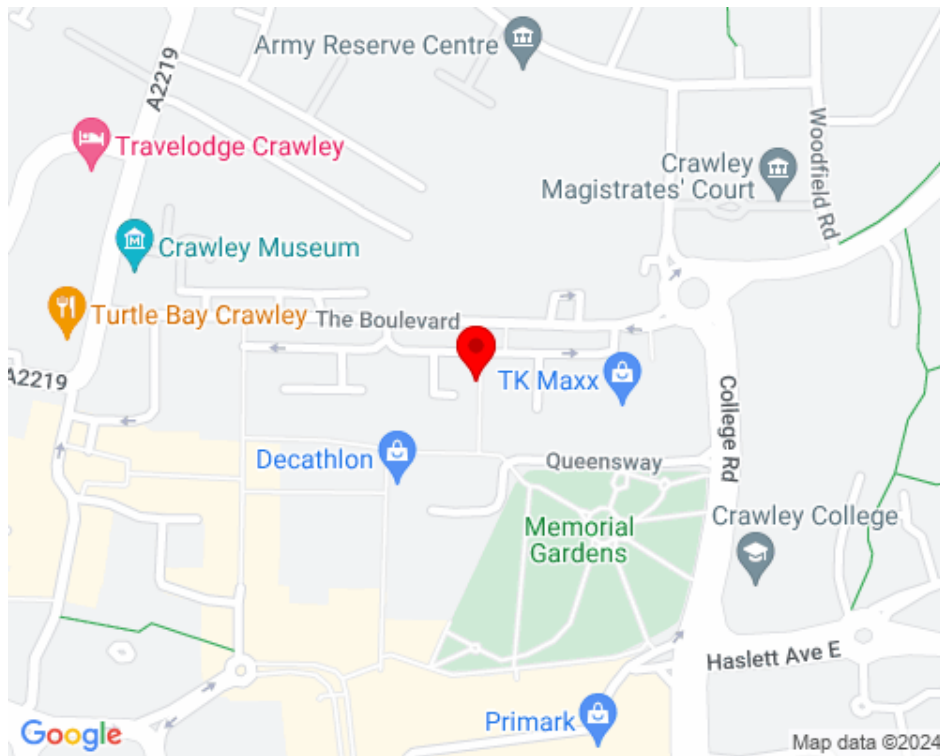 Army Reserve Centre
A2219
Woodfield Rd
Travelodge Crawley
Crawley
Magistrates' Court
Crawley Museum
Turtle Bay Crawley
The Boulevard
A2219
TK Maxx
College Rd
Decathlon
Queensway
Memorial
Gardens
Crawley College
Haslett Ave E
Primark
Google
Map data ©2024